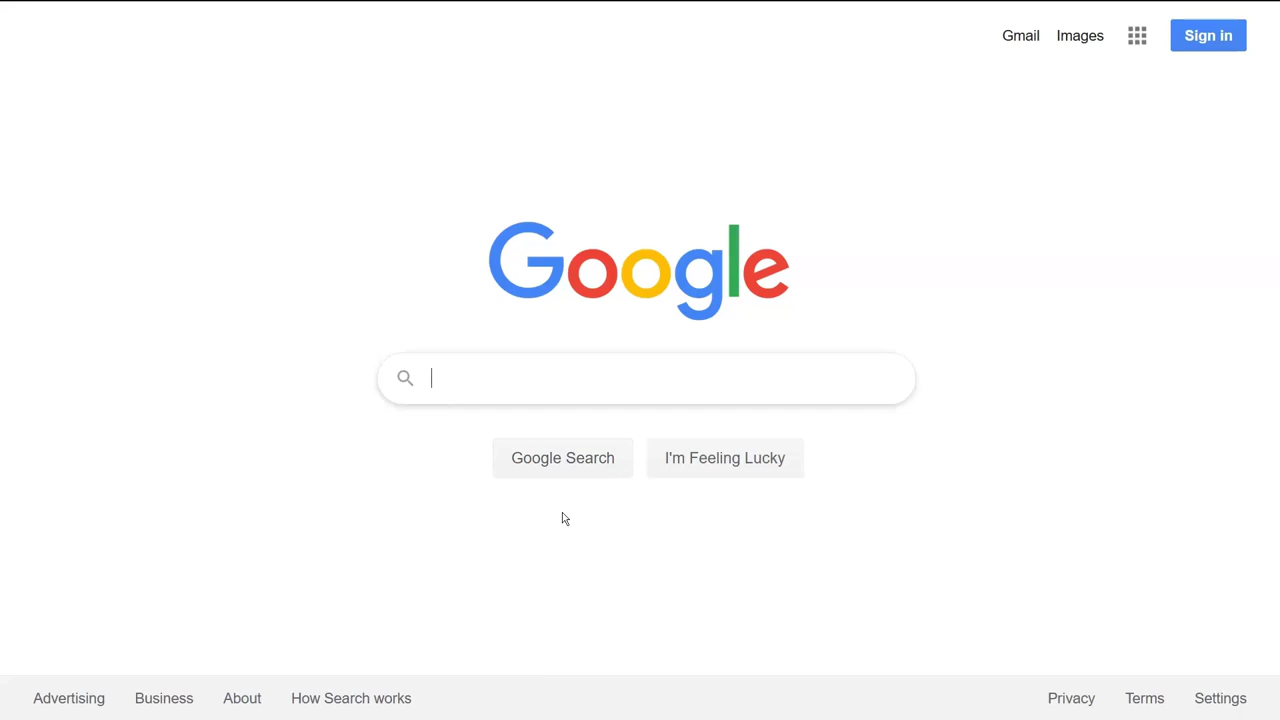 Gmail Images Sign in
Google
Google Search I'm Feeling Lucky
Advertising Business About How Search works Privacy Terms Settings